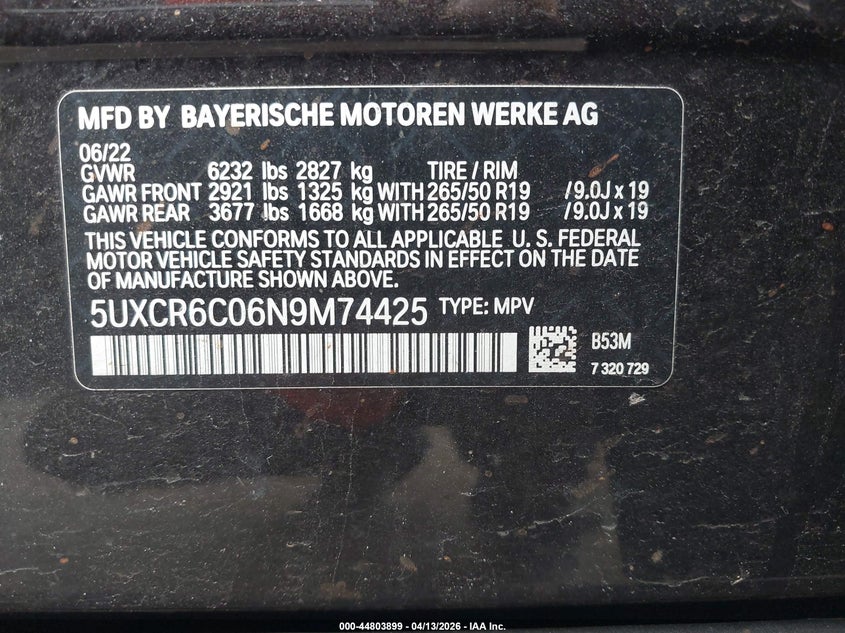 MFD BY BAYERISCHE MOTOREN WERKE AG
06/22
GVWR 6232 lbs 2827 kg TIRE / RIM
GAWR FRONT 2921 lbs 1325 kg WITH 265/50 R19 /9.0J x 19
GAWR REAR 3677 lbs 1668 kg WITH 265/50 R19 /9.0J x 19
THIS VEHICLE CONFORMS TO ALL APPLICABLE U. S. FEDERAL
MOTOR VEHICLE SAFETY STANDARDS IN EFFECT ON THE DATE
OF MANUFACTURE SHOWN ABOVE.
5UXCR6C06N9M74425 TYPE: MPV
B53M
7 320 729
000-44803899 - 04/13/2026 - IAA Inc.